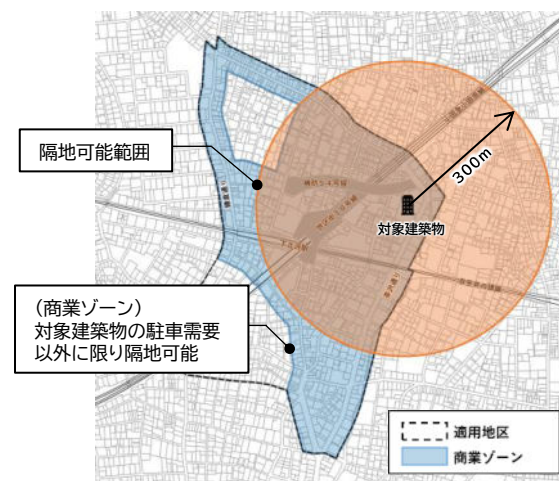 隔地可能範囲
300m
対象建築物
(商業ゾーン)
対象建築物の駐車需要
以外に限り隔地可能
適用地区
商業ゾーン